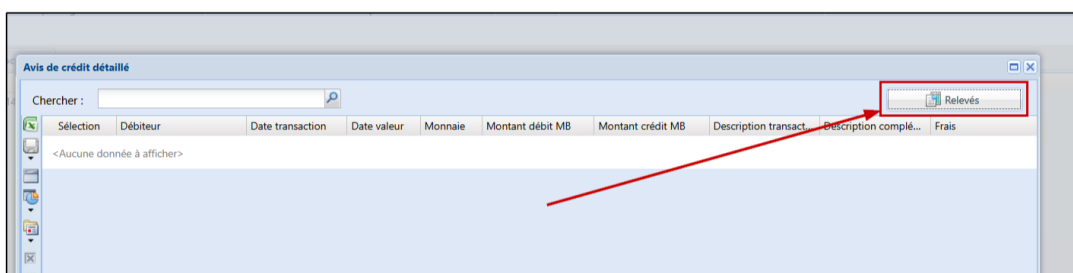 Avis de crédit détaillé
Chercher :
Relevés
Sélection Débiteur Date transaction Date valeur Monnaie Montant débit MB Montant crédit MB Description transact... Description complé... Frais
<Aucune donnée à afficher>